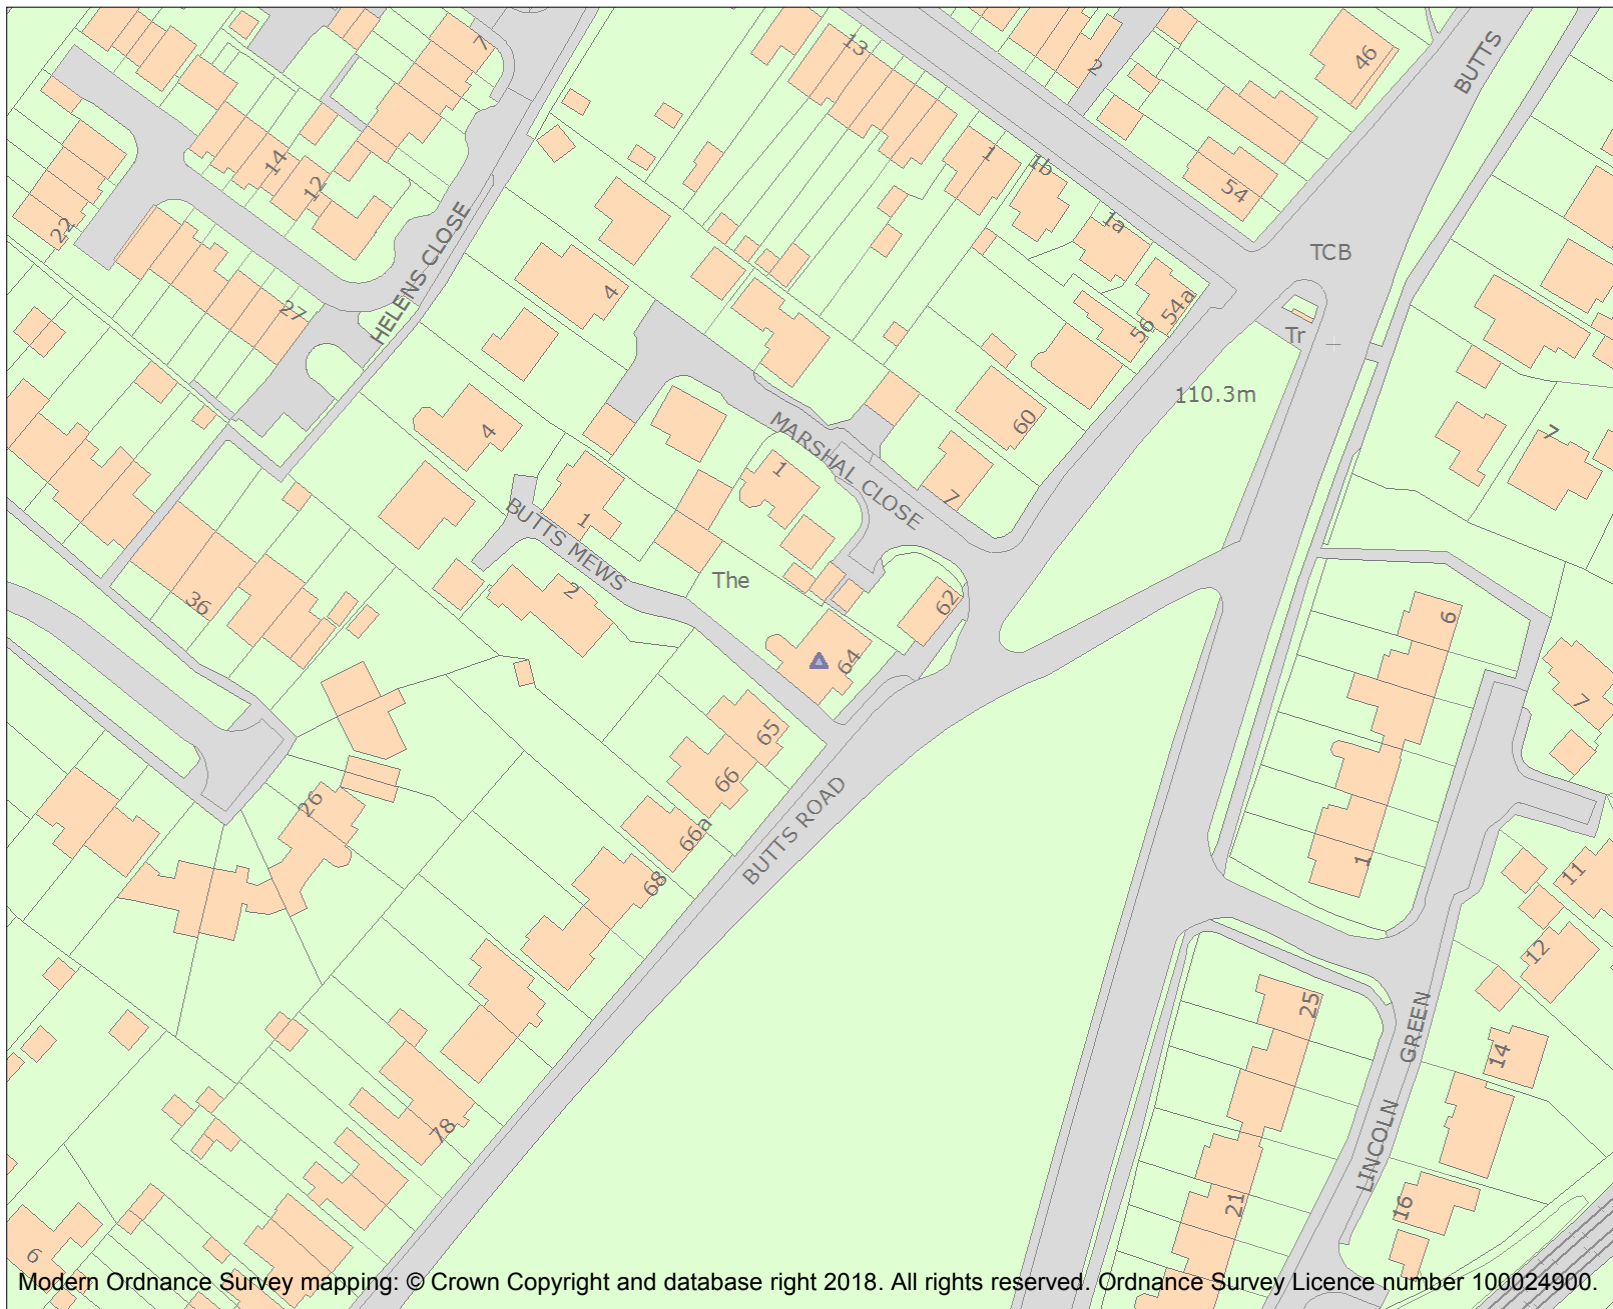 7
13
2
46
BUTTS
14
12
22
27
HELENS CLOSE
1
1b
1a
54
TCB
4
4
56
54a
Tr
110.3m
60
7
MARSHAL CLOSE
1
7
4
1
BUTTS MEWS
2
The
62
64
36
6
7
65
66
66a
68
BUTTS ROAD
26
1
11
12
25
LINCOLN GREEN
14
78
16
21
6
Modern Ordnance Survey mapping: © Crown Copyright and database right 2018. All rights reserved. Ordnance Survey Licence number 100024900.